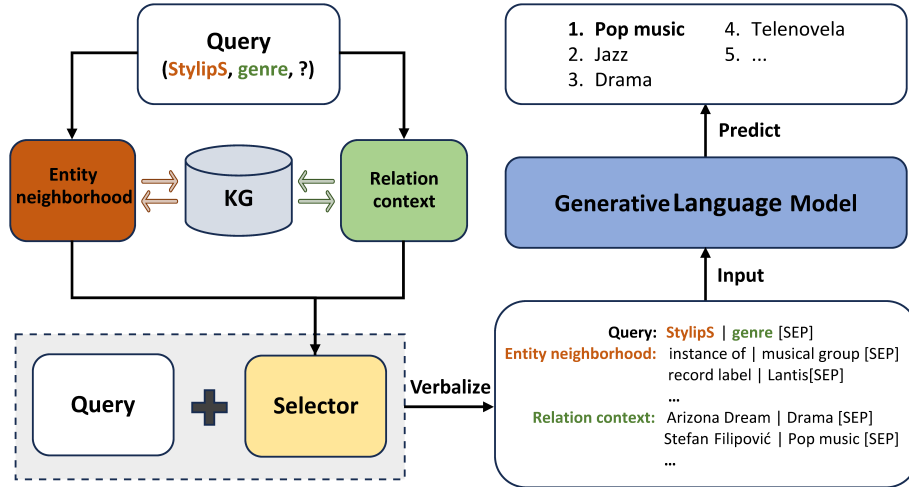 Query
(StylipS, genre, ?)
Entity
neighborhood
KG
Relation
context
Query
Selector
Verbalize
1. Pop music
2. Jazz
3. Drama
4. Telenovela
5. ...
Predict
Generative Language Model
Input
Query: StylipS | genre [SEP]
Entity neighborhood: instance of | musical group [SEP]
record label | Lantis[SEP]
...
Relation context: Arizona Dream | Drama [SEP]
Stefan Filipović | Pop music [SEP]
...